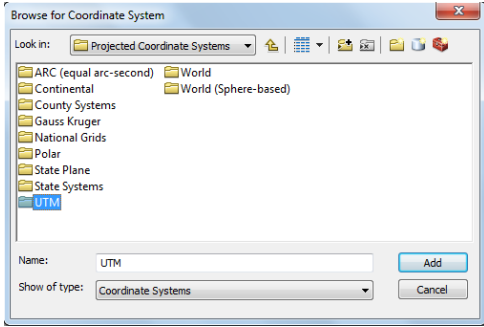 Browse for Coordinate System
Look in: Projected Coordinate Systems
ARC (equal arc-second) World
Continental World (Sphere-based)
County Systems
Gauss Kruger
National Grids
Polar
State Plane
State Systems
UTM
Name: UTM Add
Show of type: Coordinate Systems Cancel